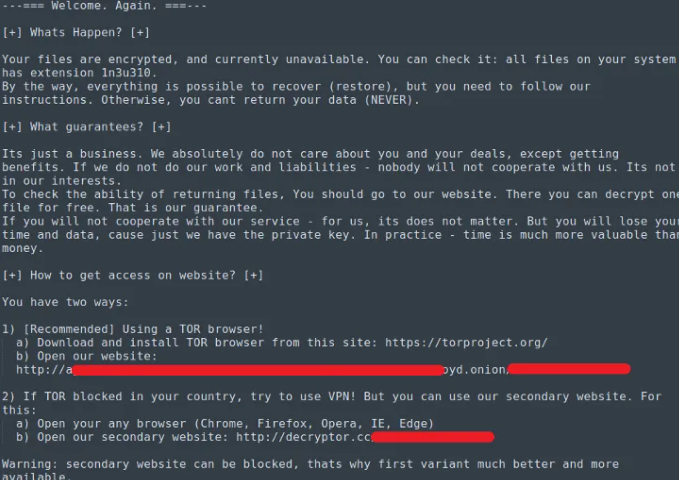 ---=== Welcome. Again. ===---
[+] Whats Happen? [+]
Your files are encrypted, and currently unavailable. You can check it: all files on your system
has extension 1n3u310.
By the way, everything is possible to recover (restore), but you need to follow our
instructions. Otherwise, you cant return your data (NEVER).
[+] What guarantees? [+]
Its just a business. We absolutely do not care about you and your deals, except getting
benefits. If we do not do our work and liabilities - nobody will not cooperate with us. Its not
in our interests.
To check the ability of returning files, You should go to our website. There you can decrypt one
file for free. That is our guarantee.
If you will not cooperate with our service - for us, its does not matter. But you will lose your
time and data, cause just we have the private key. In practice - time is much more valuable than
money.
[+] How to get access on website? [+]
You have two ways:
1) [Recommended] Using a TOR browser!
a) Download and install TOR browser from this site: https://torproject.org/
b) Open our website:
http://a oyd.onion/
2) If TOR blocked in your country, try to use VPN! But you can use our secondary website. For
this:
a) Open your any browser (Chrome, Firefox, Opera, IE, Edge)
b) Open our secondary website: http://decryptor.cc
Warning: secondary website can be blocked, thats why first variant much better and more
available.